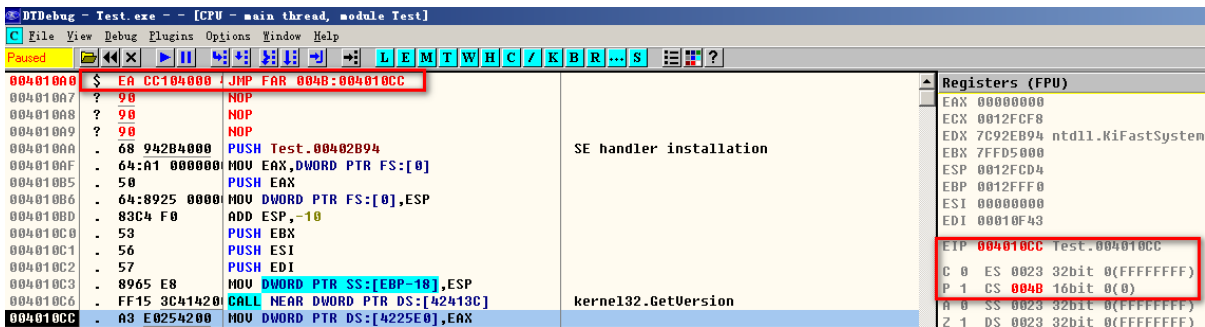 DTDebug - Test.exe - - [CPU - main thread, module Test]
C File View Debug Plugins Options Window Help
Paused L E M T W H C / K B R ... S ?
004010A0 $ EA CC104000 JMP FAR 004B:004010CC
004010A7 ? 90 NOP
004010A8 ? 90 NOP
004010A9 ? 90 NOP
004010AA . 68 942B4000 PUSH Test.00402B94 SE handler installation
004010AF . 64:A1 000000 MOV EAX,DWORD PTR FS:[0]
004010B5 . 50 PUSH EAX
004010B6 . 64:8925 0000 MOV DWORD PTR FS:[0],ESP
004010BD . 83C4 F0 ADD ESP,-10
004010C0 . 53 PUSH EBX
004010C1 . 56 PUSH ESI
004010C2 . 57 PUSH EDI
004010C3 . 8965 E8 MOV DWORD PTR SS:[EBP-18],ESP
004010C6 . FF15 3C41420 CALL NEAR DWORD PTR DS:[42413C] kernel32.GetVersion
004010CC . A3 E0254200 MOV DWORD PTR DS:[4225E0],EAX
Registers (FPU)
EAX 00000000
ECX 0012FCF8
EDX 7C92EB94 ntdll.KiFastSystem
EBX 7FFD5000
ESP 0012FCD4
EBP 0012FFF0
ESI 00000000
EDI 00010F43
EIP 004010CC Test.004010CC
C 0 ES 0023 32bit 0(FFFFFFFF)
P 1 CS 004B 16bit 0(0)
A 0 SS 0023 32bit 0(FFFFFFFF)
Z 1 DS 0023 32bit 0(FFFFFFFF)